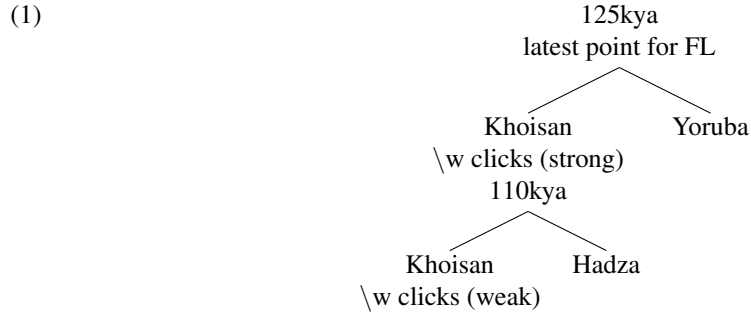 (1)
125kya
latest point for FL
Khoisan Yoruba
\w clicks (strong)
110kya
Khoisan Hadza
\w clicks (weak)